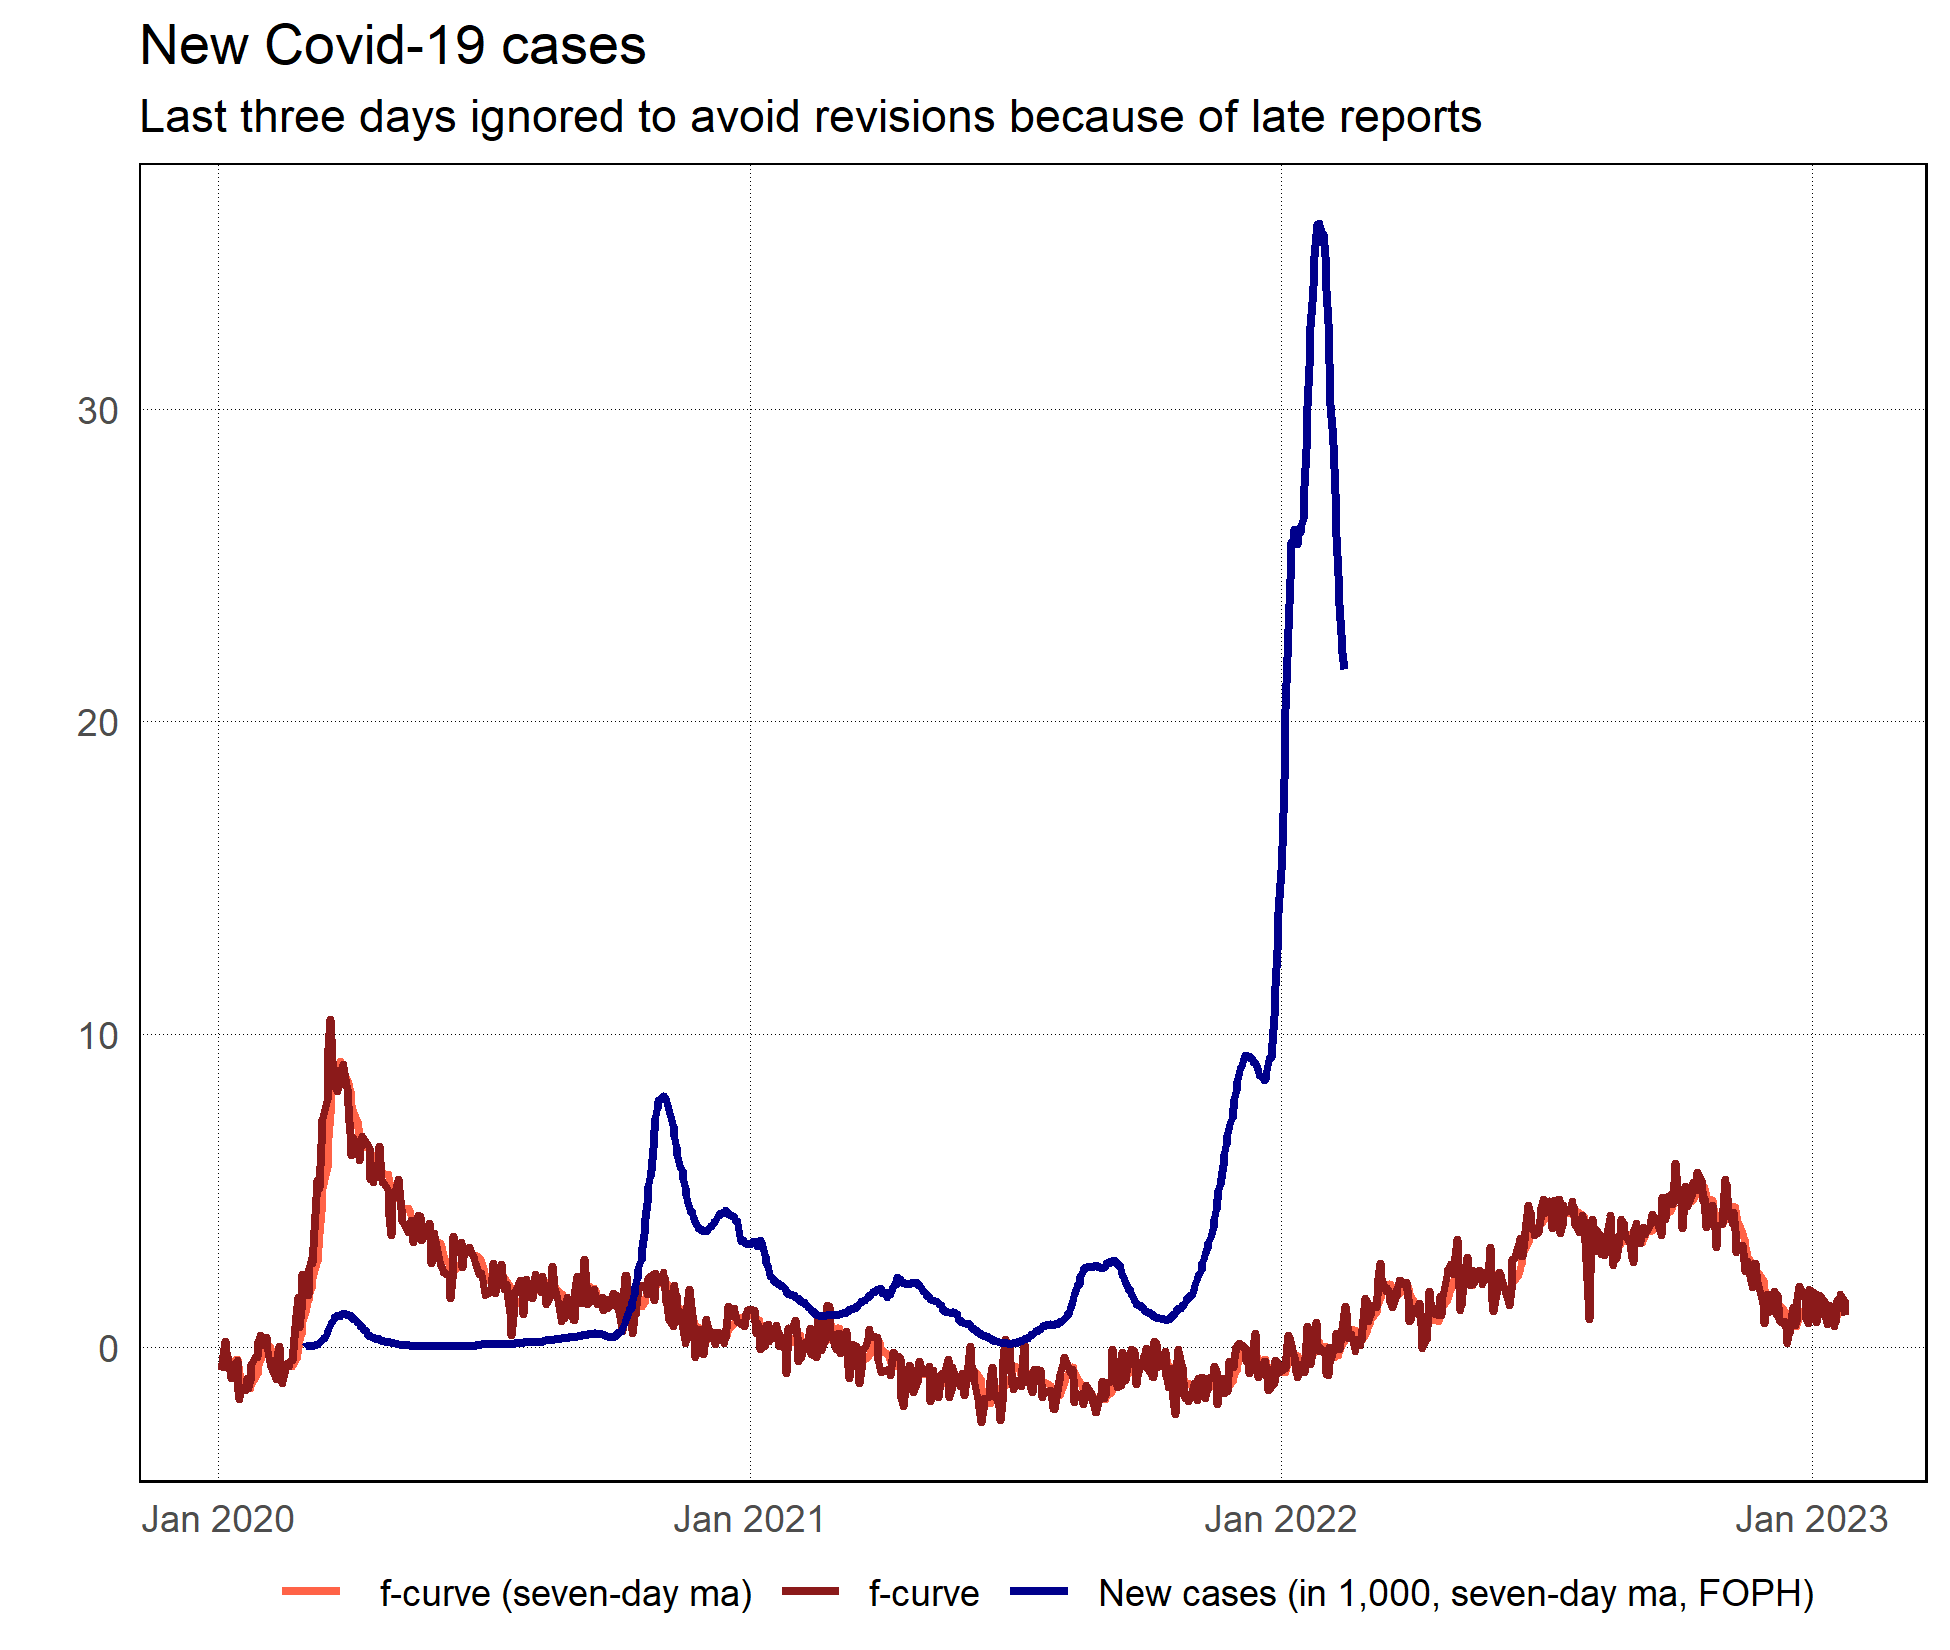 New Covid-19 cases
Last three days ignored to avoid revisions because of late reports
30
20
10
0
Jan 2020 Jan 2021 Jan 2022 Jan 2023
f-curve (seven-day ma) f-curve New cases (in 1,000, seven-day ma, FOPH)